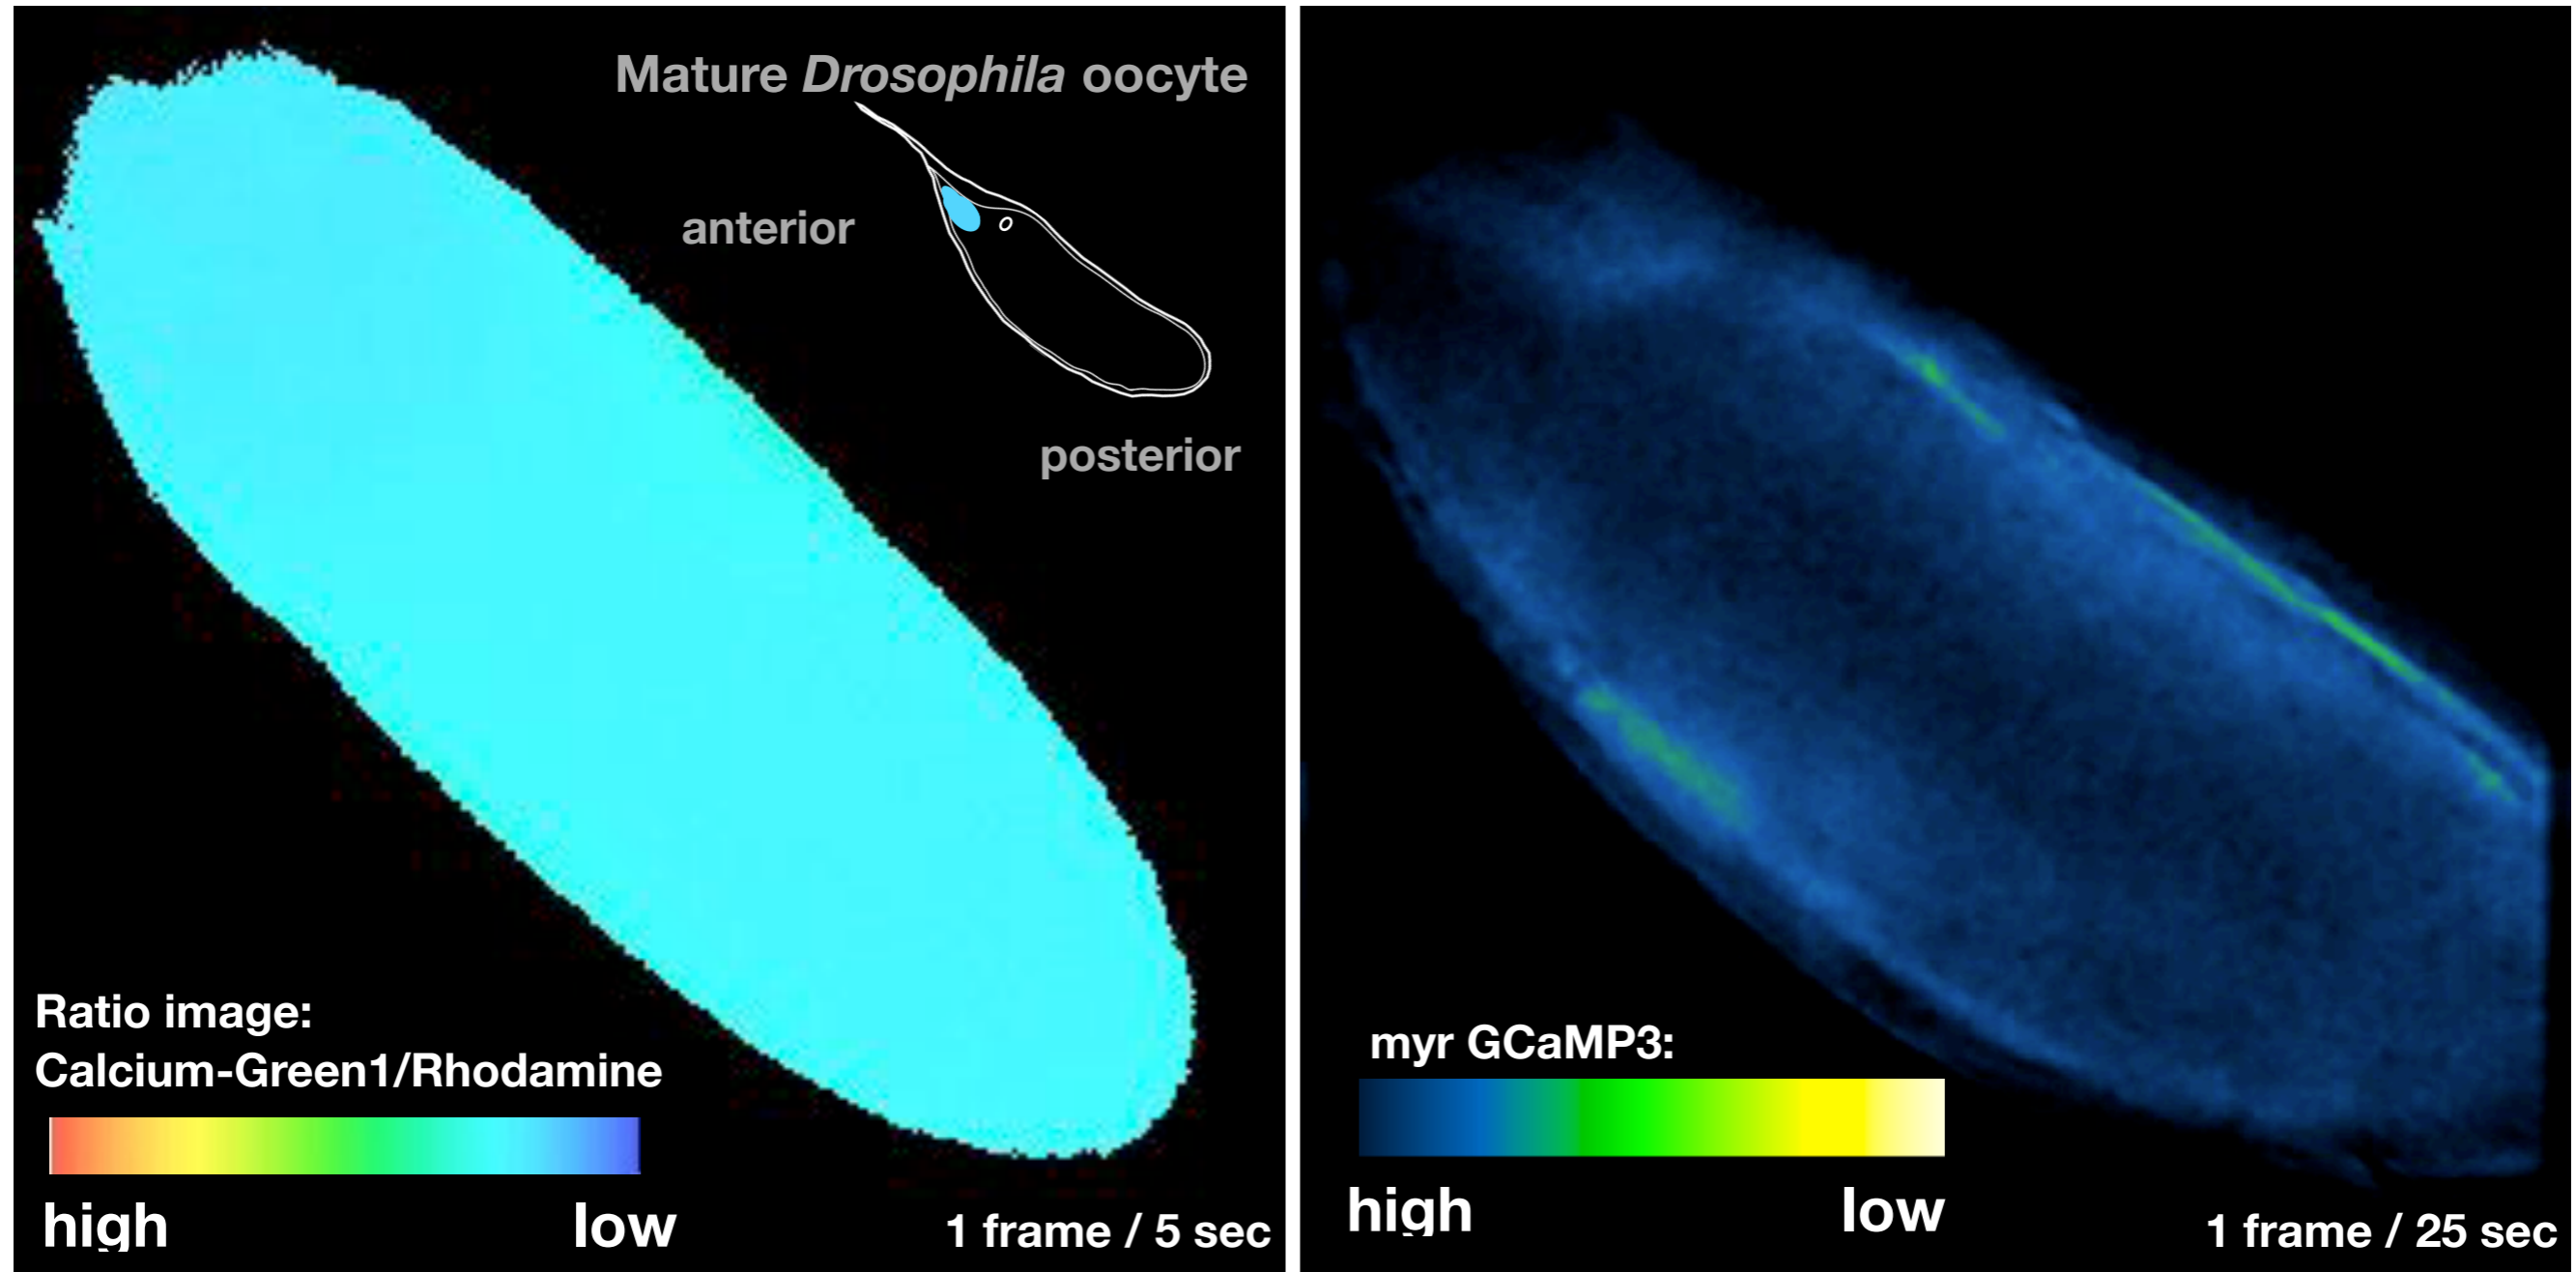 Mature Drosophila oocyte
anterior
posterior
Ratio image:
Calcium-Green1/Rhodamine
high low
1 frame / 5 sec
myr GCaMP3:
high low
1 frame / 25 sec